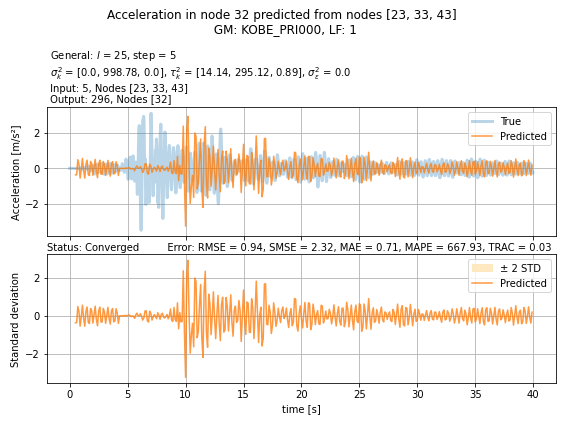 Acceleration in node 32 predicted from nodes [23, 33, 43]
GM: KOBE_PRI000, LF: 1
General: l = 25, step = 5
σ²ₖ = [0.0, 998.78, 0.0], τ²ₖ = [14.14, 295.12, 0.89], σ²ε = 0.0
Input: 5, Nodes [23, 33, 43]
Output: 296, Nodes [32]
True
Predicted
Acceleration [m/s²]
2
0
−2
Status: Converged Error: RMSE = 0.94, SMSE = 2.32, MAE = 0.71, MAPE = 667.93, TRAC = 0.03
± 2 STD
Predicted
Standard deviation
2
0
−2
0 5 10 15 20 25 30 35 40
time [s]